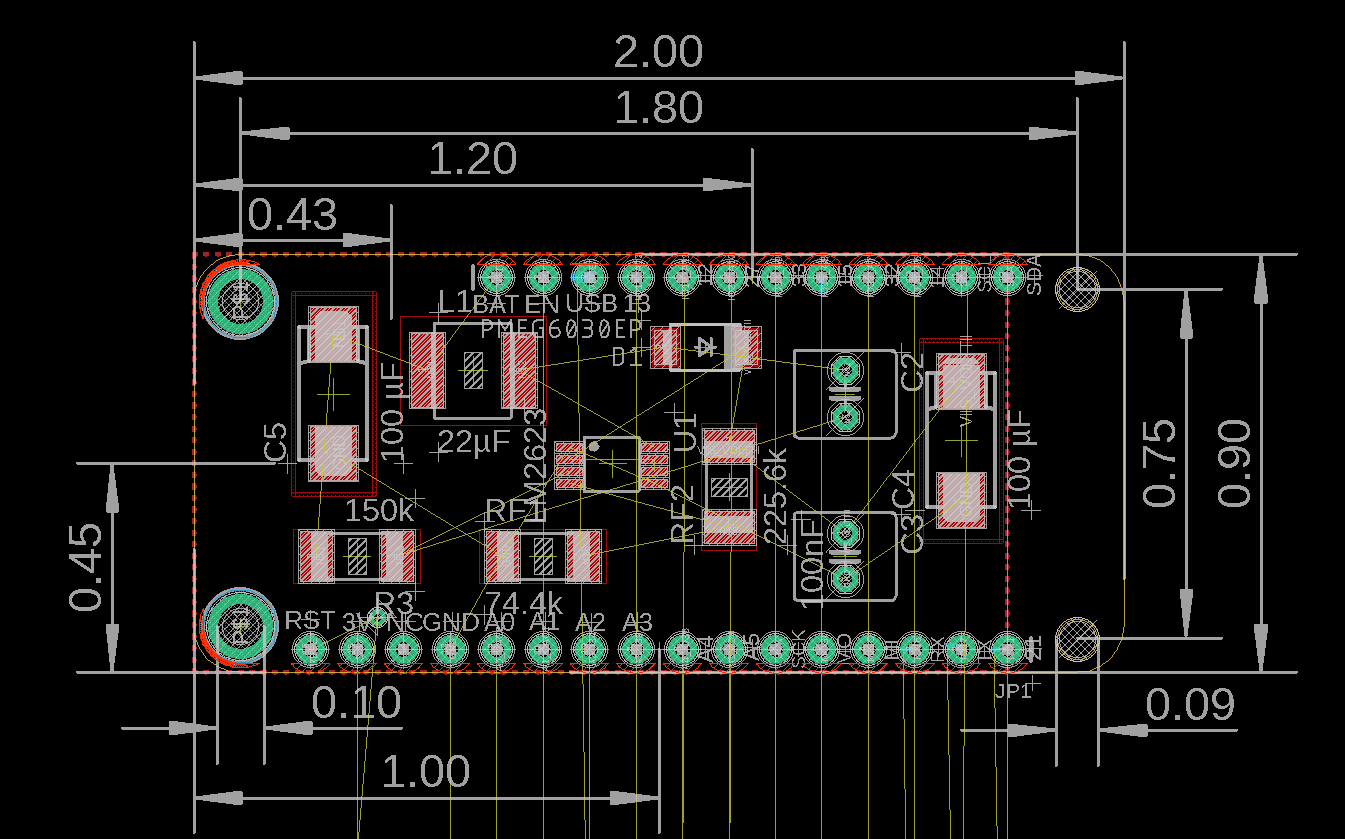 2.00
1.80
1.20
0.43
SDA
L1 BAT EN USB 13
PMEG6030EP
D1
C2
C5
100 µF
22µF
LM2623
U1
225.6k
RF2
100 µF
0.75
0.90
C4
C3
100nF
150k
RF1
0.45
R3
74.4k
RST 3V NC GND A0 A1 A2 A3
A4 A5 SCK
JP1
0.10
0.09
1.00